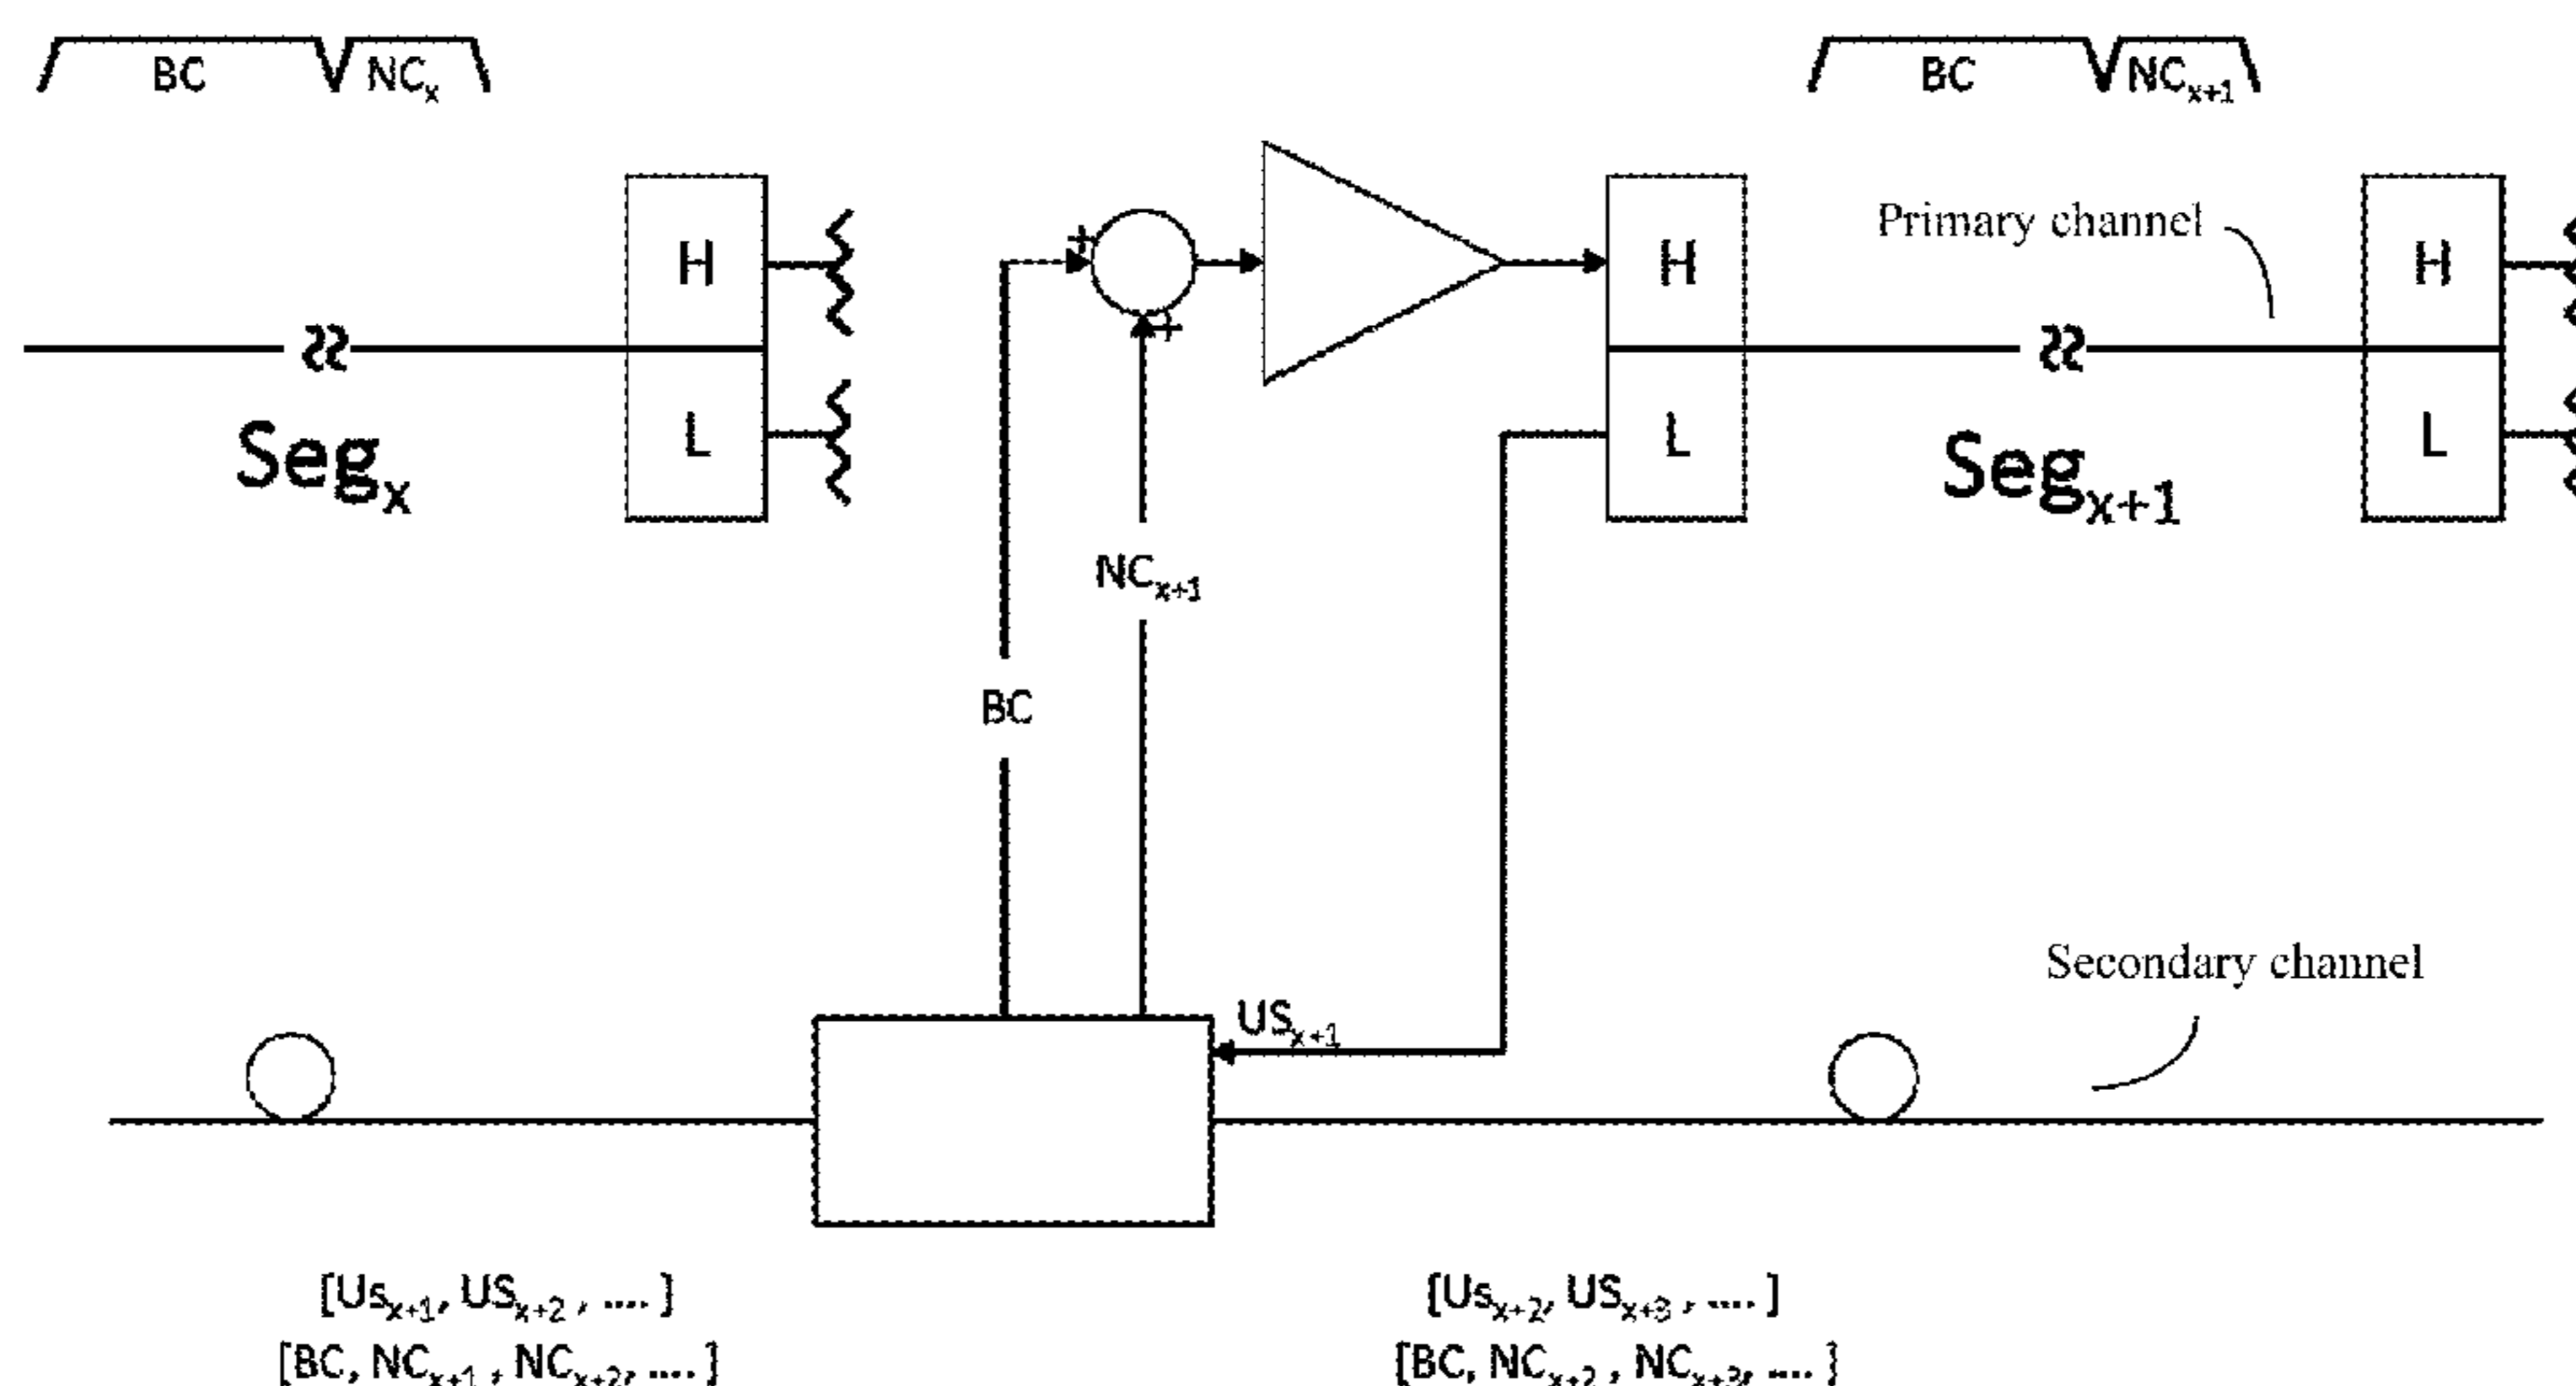 BC NCx BC NCx+1
Primary channel
+
H H H
+
L L L
Segx Segx+1
NCx+1
BC
Secondary channel
USx+1
[Usx+1, USx+2, ....] [Usx+2, USx+3, ....]
[BC, NCx+1, NCx+2, ....] [BC, NCx+2, NCx+3, ....]